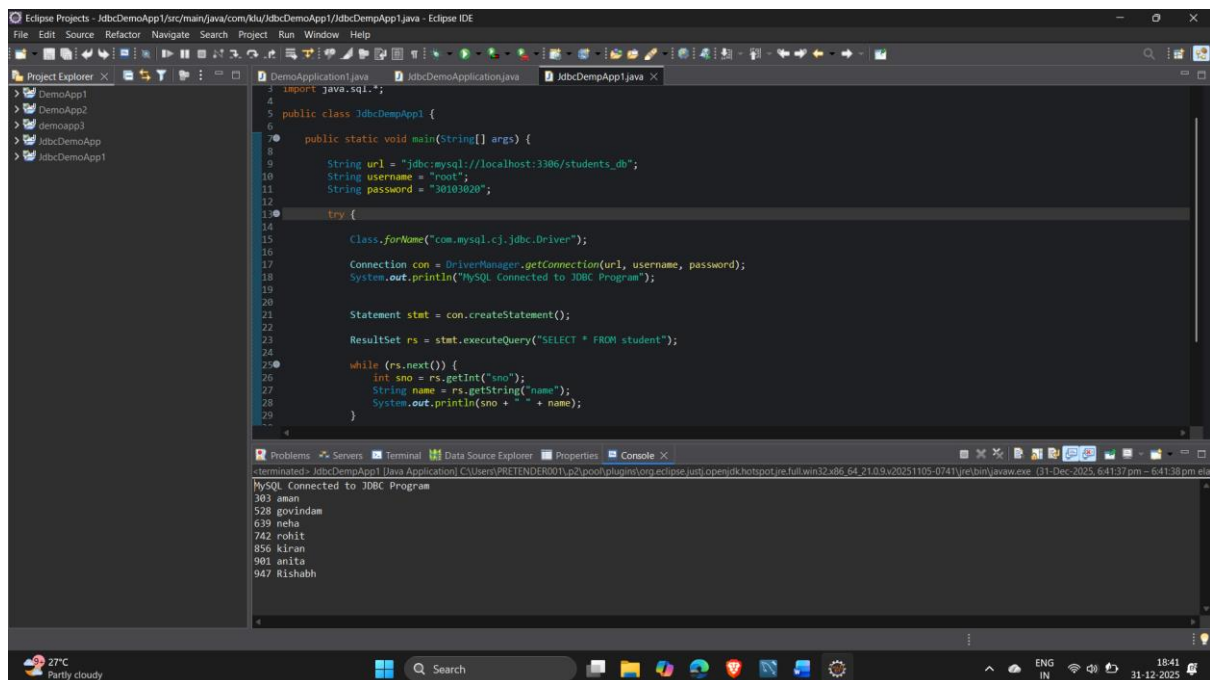 Eclipse Projects - JdbcDemoApp1/src/main/java/com/klu/JdbcDemoApp1/JdbcDempApp1.java - Eclipse IDE
File Edit Source Refactor Navigate Search Project Run Window Help
Project Explorer
DemoApplication1.java JdbcDemoApplication.java JdbcDempApp1.java
DemoApp1
DemoApp2
demoapp3
JdbcDemoApp
JdbcDemoApp1
3 import java.sql.*;
4
5 public class JdbcDempApp1 {
6
7 public static void main(String[] args) {
8
9 String url = "jdbc:mysql://localhost:3306/students_db";
10 String username = "root";
11 String password = "30103020";
12
13 try {
14
15 Class.forName("com.mysql.cj.jdbc.Driver");
16
17 Connection con = DriverManager.getConnection(url, username, password);
18 System.out.println("MySQL Connected to JDBC Program");
19
20
21 Statement stmt = con.createStatement();
22
23 ResultSet rs = stmt.executeQuery("SELECT * FROM student");
24
25 while (rs.next()) {
26 int sno = rs.getInt("sno");
27 String name = rs.getString("name");
28 System.out.println(sno + " " + name);
29 }
Problems Servers Terminal Data Source Explorer Properties Console
<terminated> JdbcDempApp1 [Java Application] C:\Users\PRETENDER001\.p2\pool\plugins\org.eclipse.justj.openjdk.hotspot.jre.full.win32.x86_64_21.0.9.v20251105-0741\jre\bin\javaw.exe (31-Dec-2025, 6:41:37 pm – 6:41:38 pm ela
MySQL Connected to JDBC Program
303 aman
528 govindam
639 neha
742 rohit
856 kiran
901 anita
947 Rishabh
27°C
Partly cloudy
Search
ENG
IN
18:41
31-12-2025